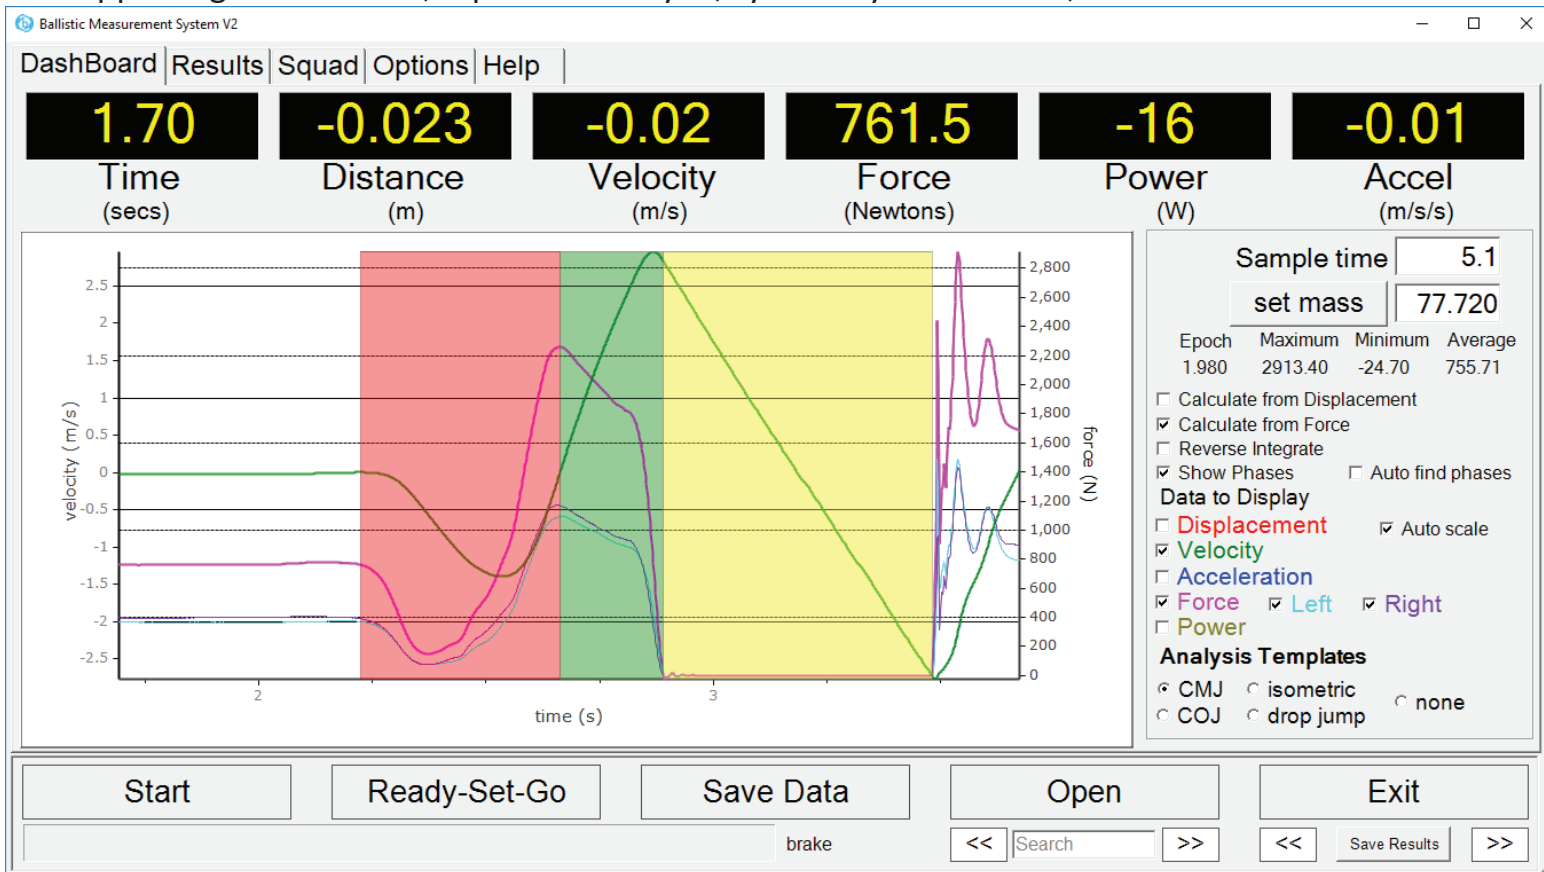 Ballistic Measurement System V2
DashBoard Results Squad Options Help
1.70 -0.023 -0.02 761.5 -16 -0.01
Time Distance Velocity Force Power Accel
(secs) (m) (m/s) (Newtons) (W) (m/s/s)
Sample time 5.1
set mass 77.720
Epoch Maximum Minimum Average
1.980 2913.40 -24.70 755.71
Calculate from Displacement
Calculate from Force
Reverse Integrate
Show Phases Auto find phases
Data to Display
Displacement Auto scale
Velocity
Acceleration
Force Left Right
Power
Analysis Templates
CMJ isometric none
COJ drop jump
velocity (m/s)
2.5
2
1.5
1
0.5
0
-0.5
-1
-1.5
-2
-2.5
2,800
2,600
2,400
2,200
2,000
1,800
1,600
1,400
1,200
1,000
800
600
400
200
0
force (N)
2 3
time (s)
Start Ready-Set-Go Save Data Open Exit
brake << Search >> << Save Results >>